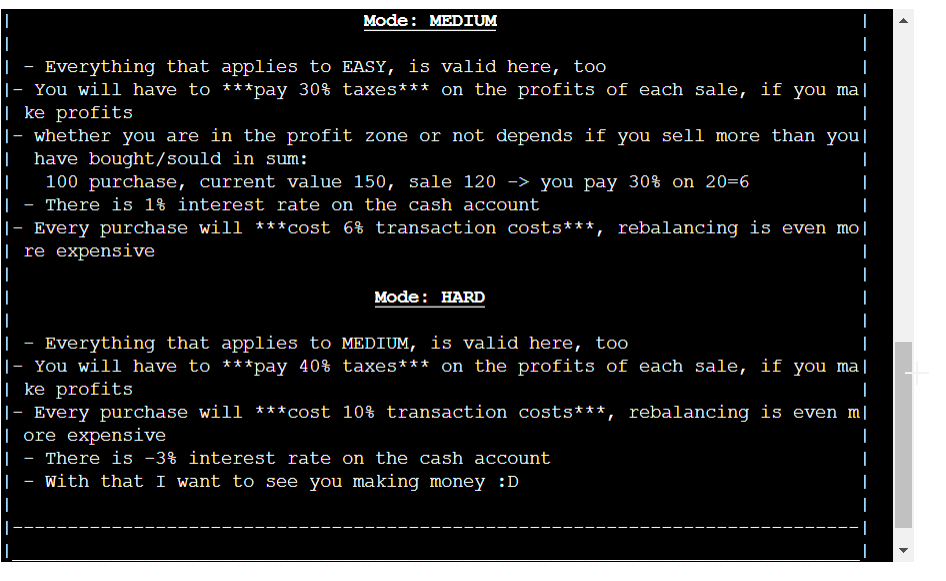 Mode: MEDIUM
- Everything that applies to EASY, is valid here, too
- You will have to ***pay 30% taxes*** on the profits of each sale, if you ma
ke profits
- whether you are in the profit zone or not depends if you sell more than you
have bought/sould in sum:
100 purchase, current value 150, sale 120 -> you pay 30% on 20=6
- There is 1% interest rate on the cash account
- Every purchase will ***cost 6% transaction costs***, rebalancing is even mo
re expensive
Mode: HARD
- Everything that applies to MEDIUM, is valid here, too
- You will have to ***pay 40% taxes*** on the profits of each sale, if you ma
ke profits
- Every purchase will ***cost 10% transaction costs***, rebalancing is even m
ore expensive
- There is -3% interest rate on the cash account
- With that I want to see you making money :D